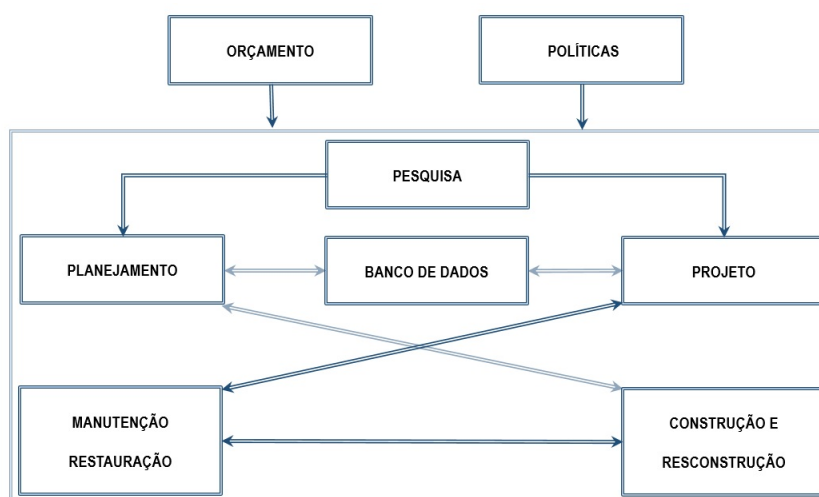 ORÇAMENTO
POLÍTICAS
PESQUISA
PLANEJAMENTO
BANCO DE DADOS
PROJETO
MANUTENÇÃO
RESTAURAÇÃO
CONSTRUÇÃO E
RESCONSTRUÇÃO